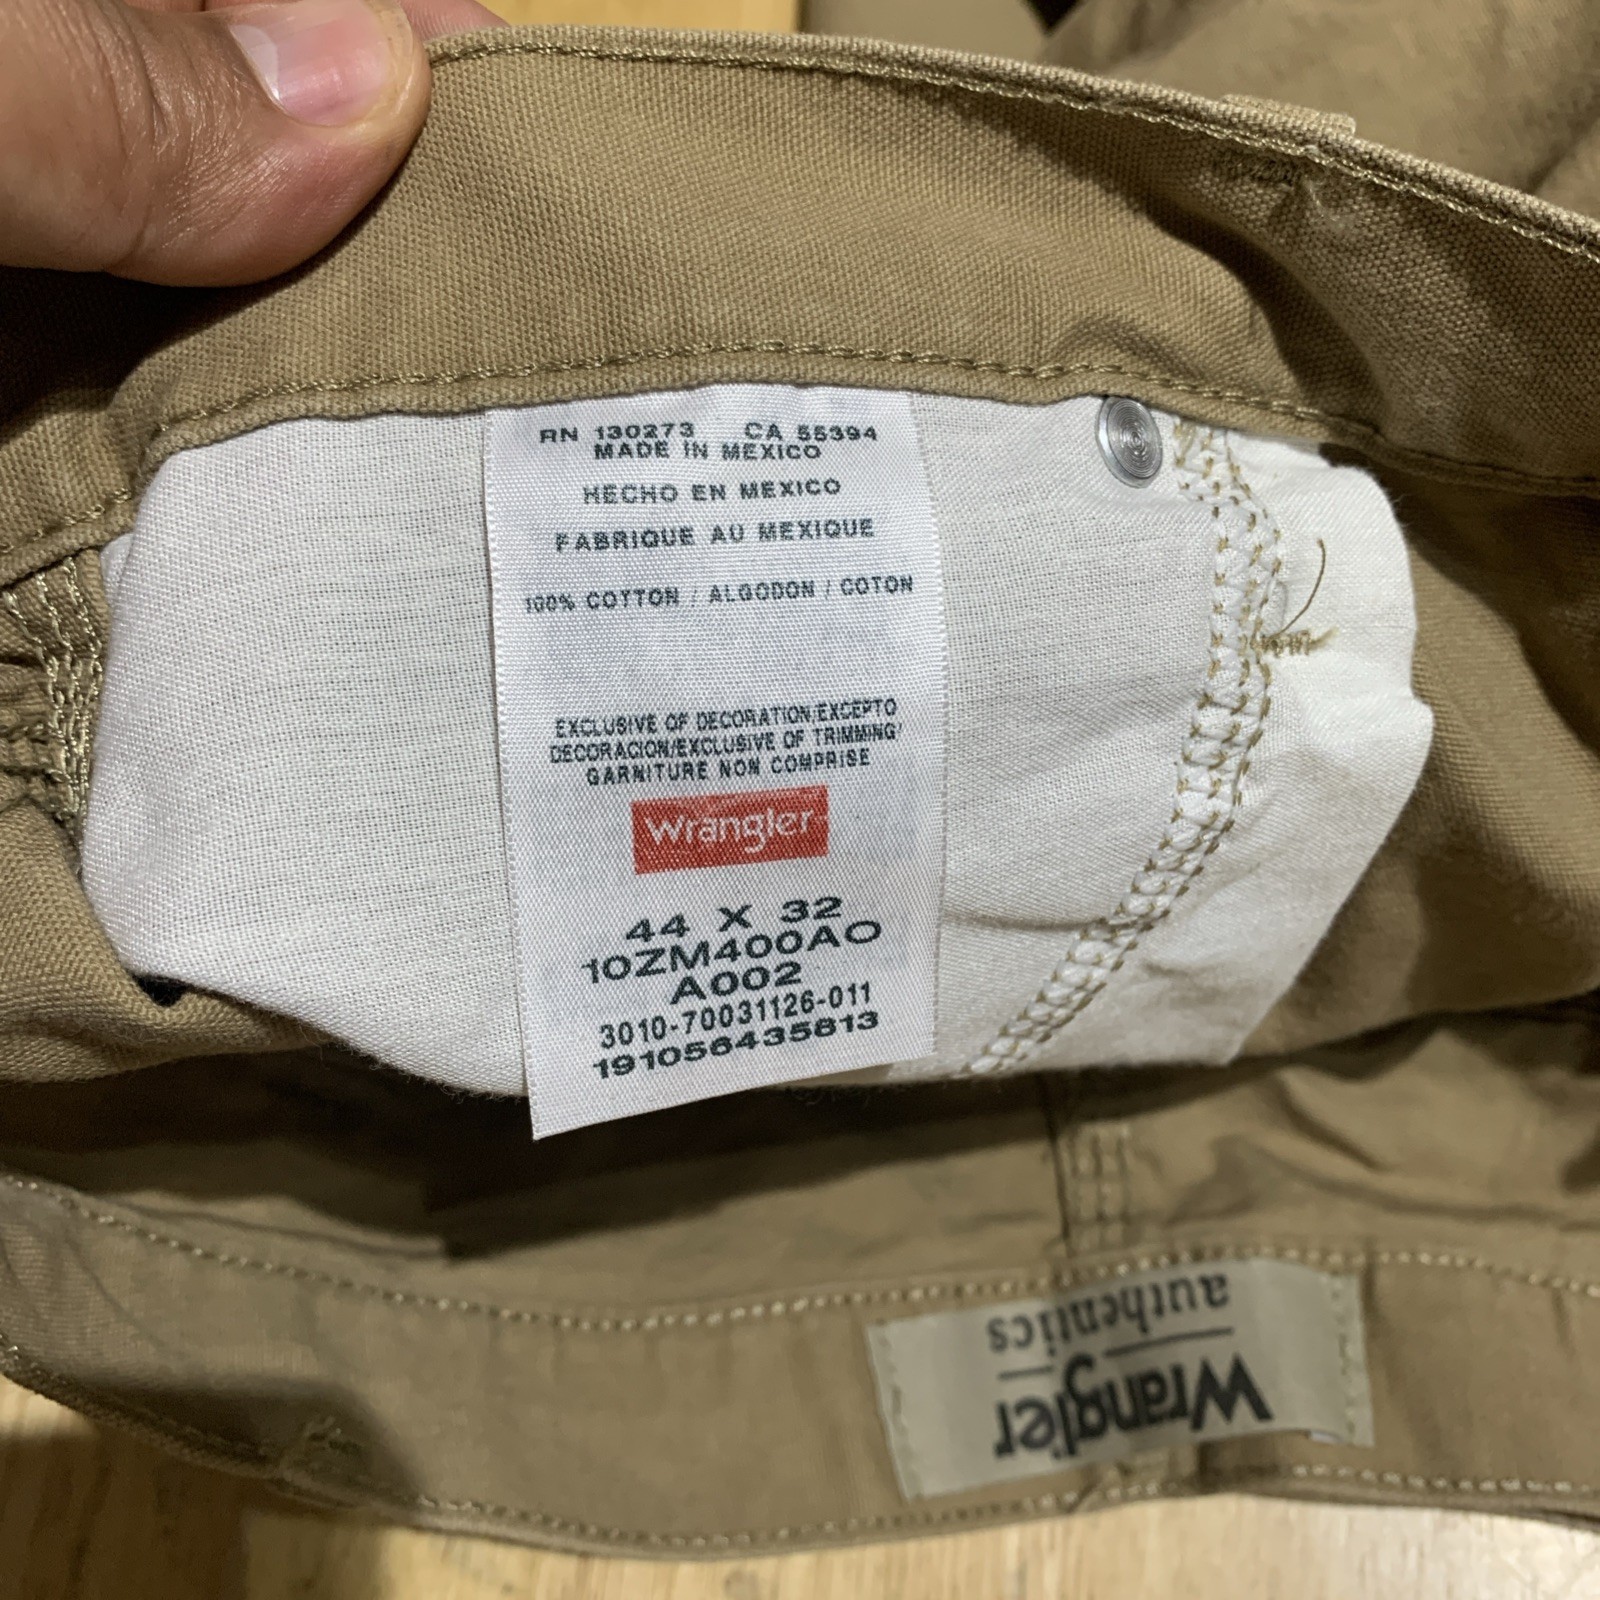 RN 130273 CA 55394
MADE IN MEXICO
HECHO EN MEXICO
FABRIQUE AU MEXIQUE
100% COTTON / ALGODON / COTON
EXCLUSIVE OF DECORATION/EXCEPTO
DECORACION/EXCLUSIVE OF TRIMMING/
GARNITURE NON COMPRISE
Wrangler
44 X 32
10ZM400AO
A002
3010-70031126-011
191056435813
Wrangler
authentics